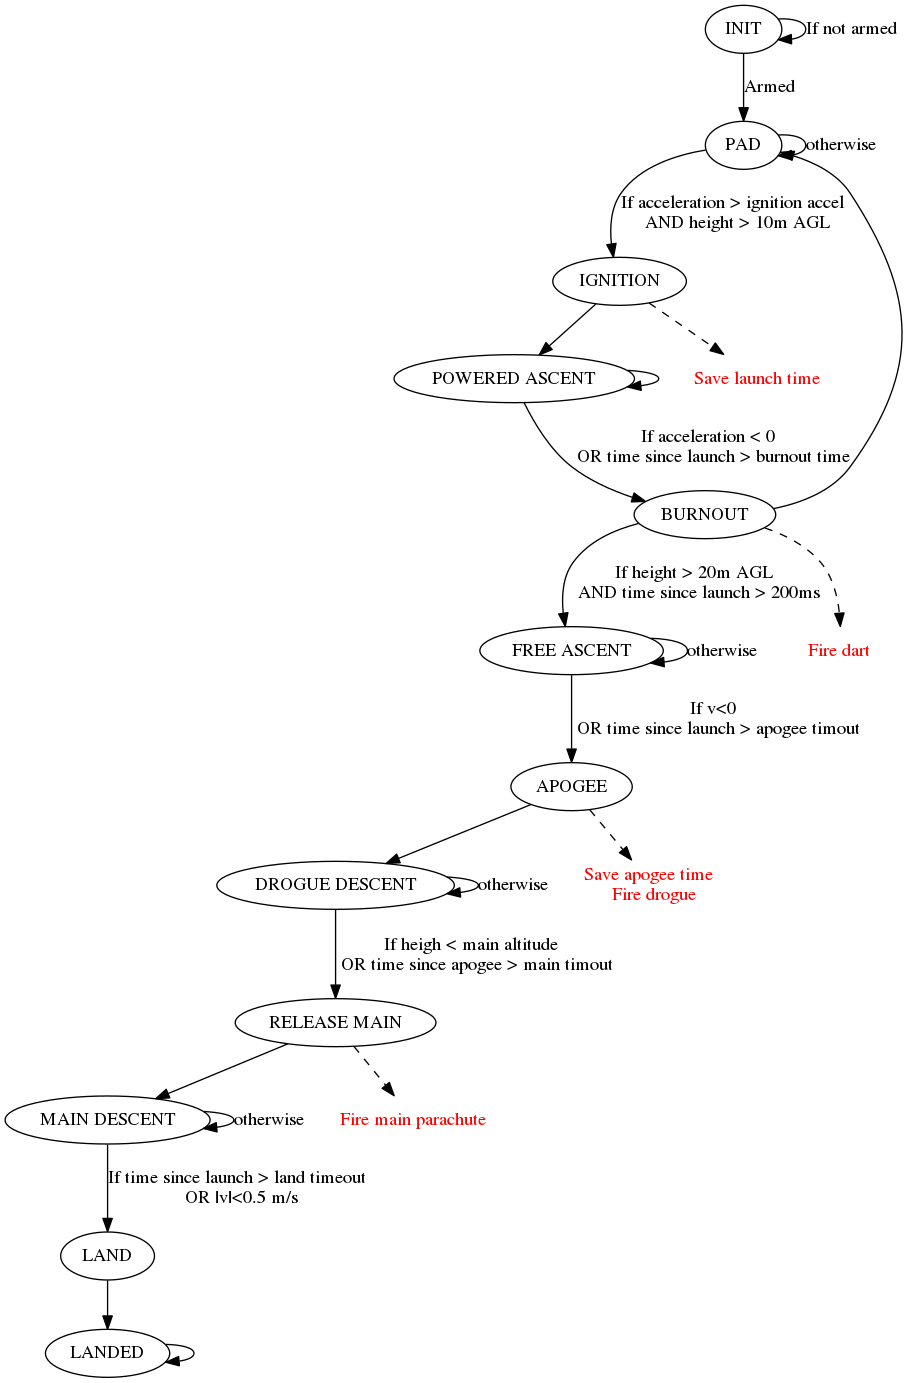 INIT
If not armed
Armed
PAD
otherwise
If acceleration > ignition accel
AND height > 10m AGL
IGNITION
POWERED ASCENT
Save launch time
If acceleration < 0
OR time since launch > burnout time
BURNOUT
If height > 20m AGL
AND time since launch > 200ms
FREE ASCENT
otherwise
Fire dart
If v<0
OR time since launch > apogee timout
APOGEE
Save apogee time
Fire drogue
DROGUE DESCENT
otherwise
If heigh < main altitude
OR time since apogee > main timout
RELEASE MAIN
MAIN DESCENT
otherwise
Fire main parachute
If time since launch > land timeout
OR |v|<0.5 m/s
LAND
LANDED